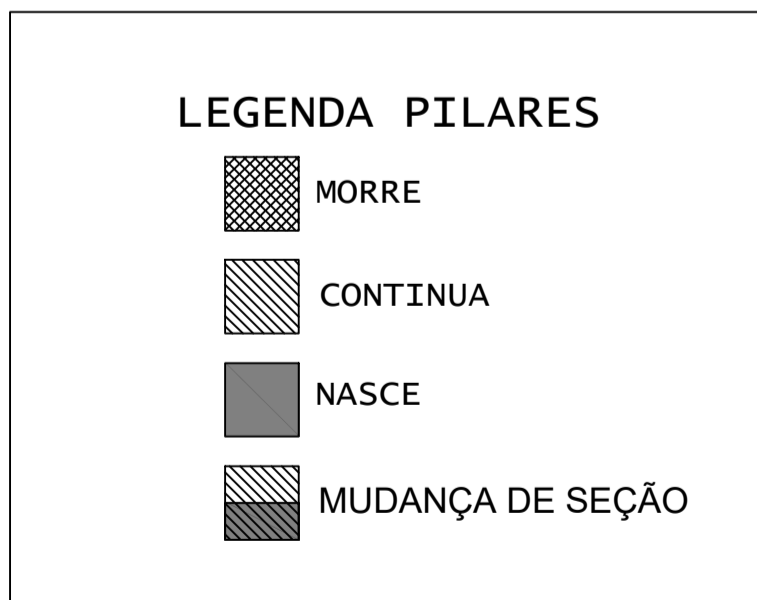 LEGENDA PILARES
MORRE
CONTINUA
NASCE
MUDANÇA DE SEÇÃO